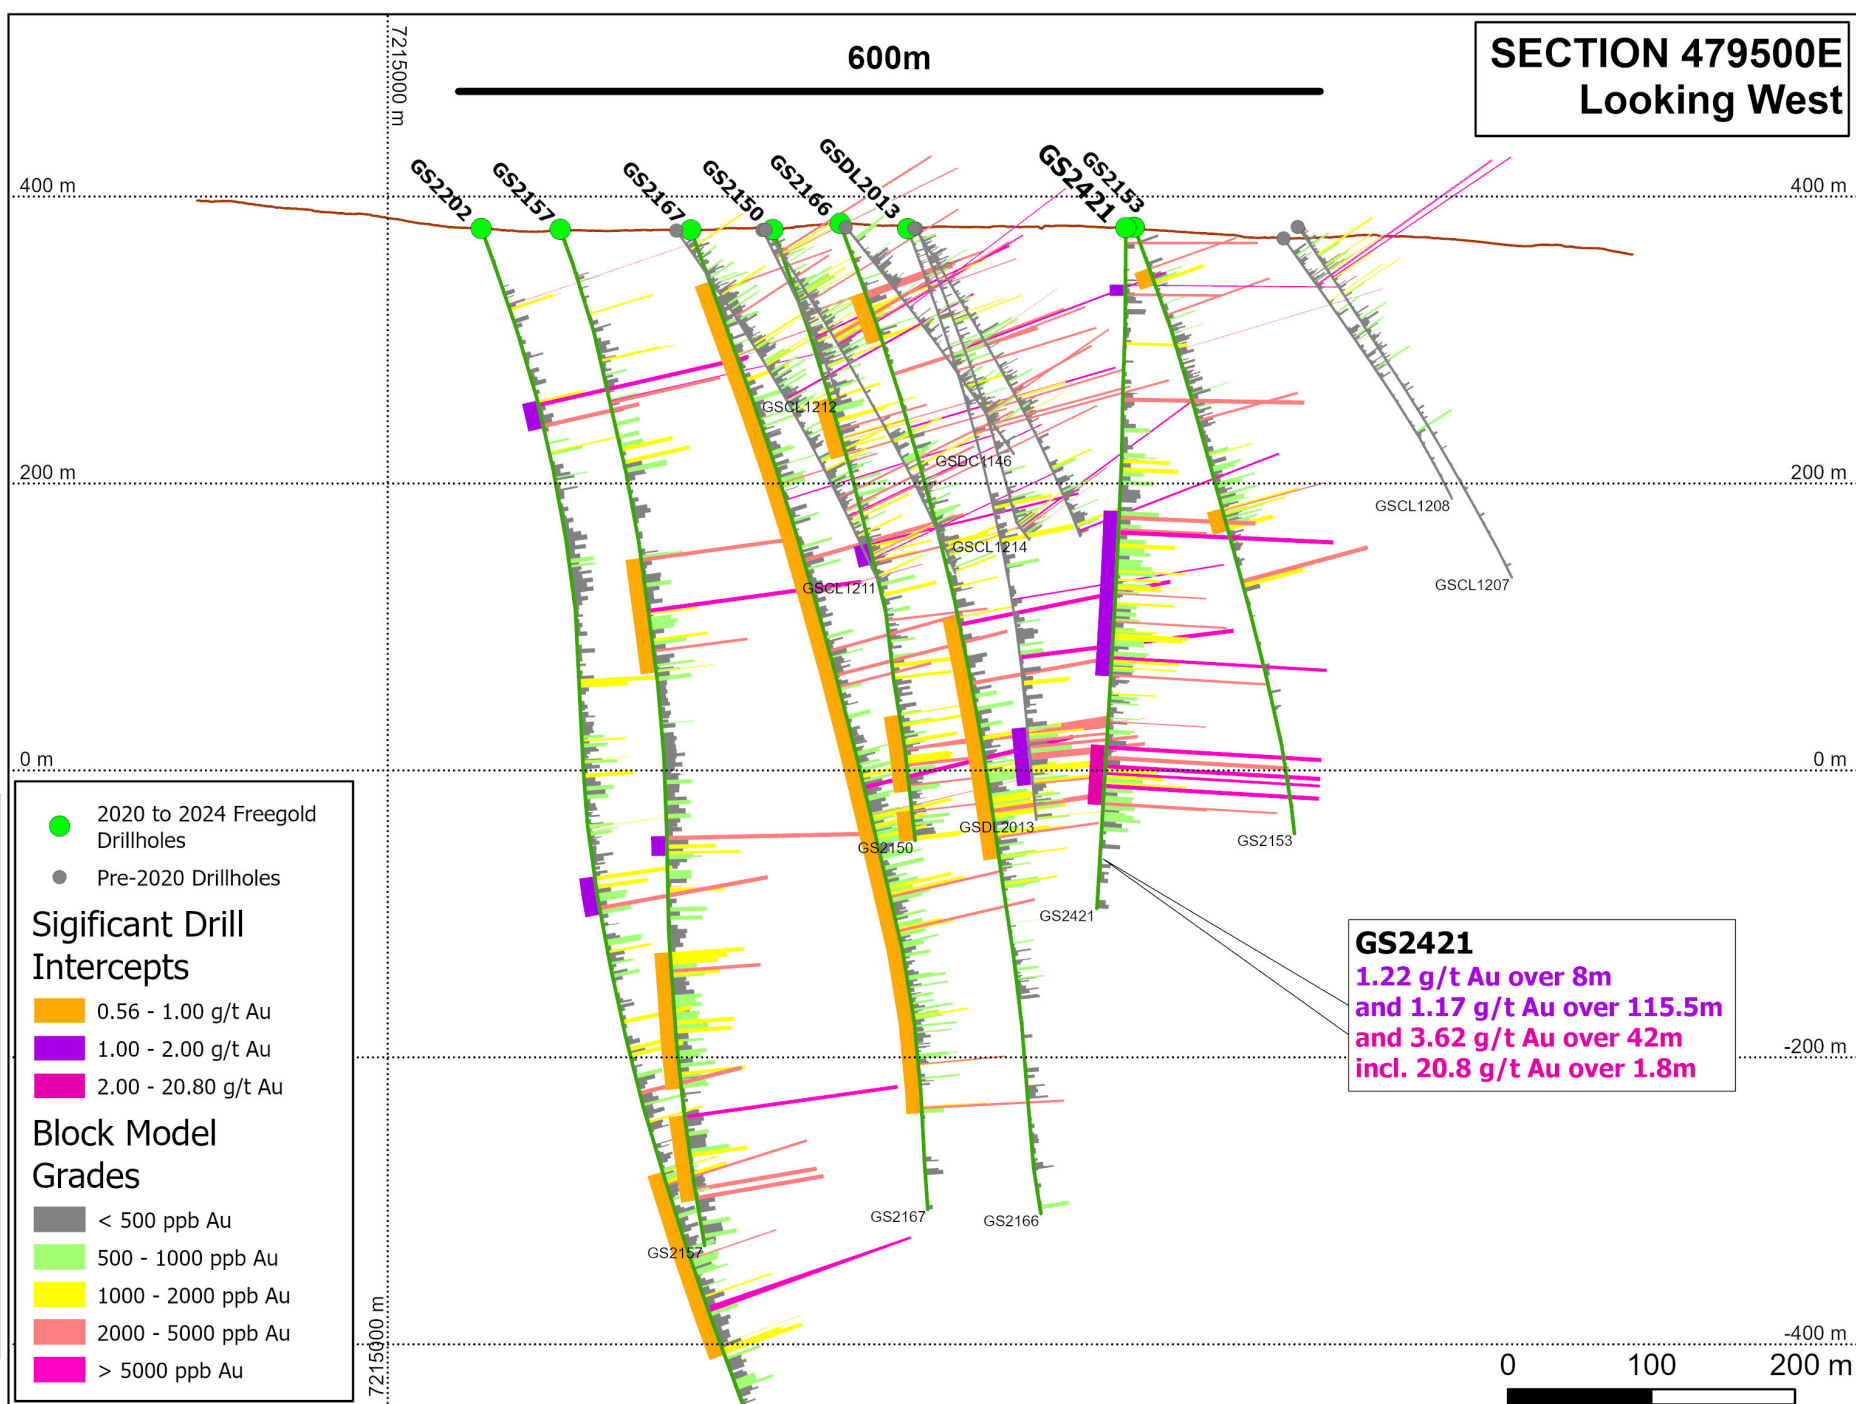 SECTION 479500E
Looking West
600m
7215000 m
400 m
400 m
GS2202
GS2157
GS2167
GS2150
GS2166
GSDL2013
GS2421
GS2153
GSCL1212
GSDC1146
200 m
200 m
GSCL1208
GSCL1214
GSCL1211
GSCL1207
0 m
0 m
GSDL2013
GS2150
GS2153
GS2421
GS2167
GS2166
GS2157
GS2421
1.22 g/t Au over 8m
and 1.17 g/t Au over 115.5m
and 3.62 g/t Au over 42m
incl. 20.8 g/t Au over 1.8m
-200 m
-400 m
7215000 m
2020 to 2024 Freegold
Drillholes
Pre-2020 Drillholes
Sigificant Drill
Intercepts
0.56 - 1.00 g/t Au
1.00 - 2.00 g/t Au
2.00 - 20.80 g/t Au
Block Model
Grades
< 500 ppb Au
500 - 1000 ppb Au
1000 - 2000 ppb Au
2000 - 5000 ppb Au
> 5000 ppb Au
0 100 200 m